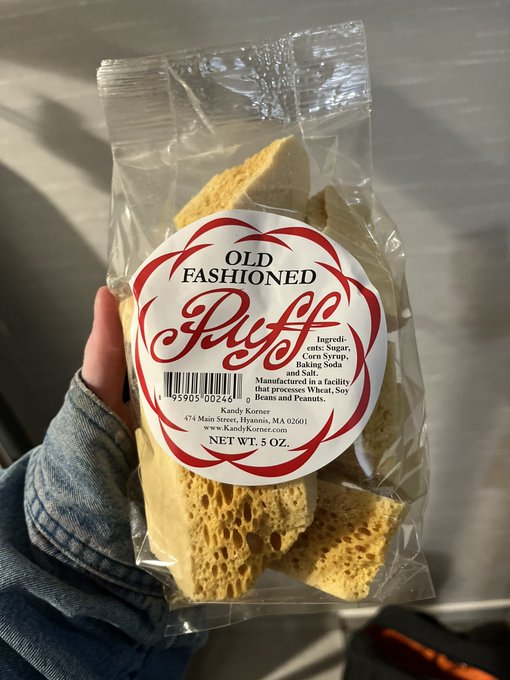 OLD
FASHIONED
Puff
Ingredi-
ents: Sugar,
Corn Syrup,
Baking Soda
and Salt.
Manufactured in a facility
that processes Wheat, Soy
Beans and Peanuts.
8 95905 00246 0
Kandy Korner
474 Main Street, Hyannis, MA 02601
www.KandyKorner.com
NET WT. 5 OZ.